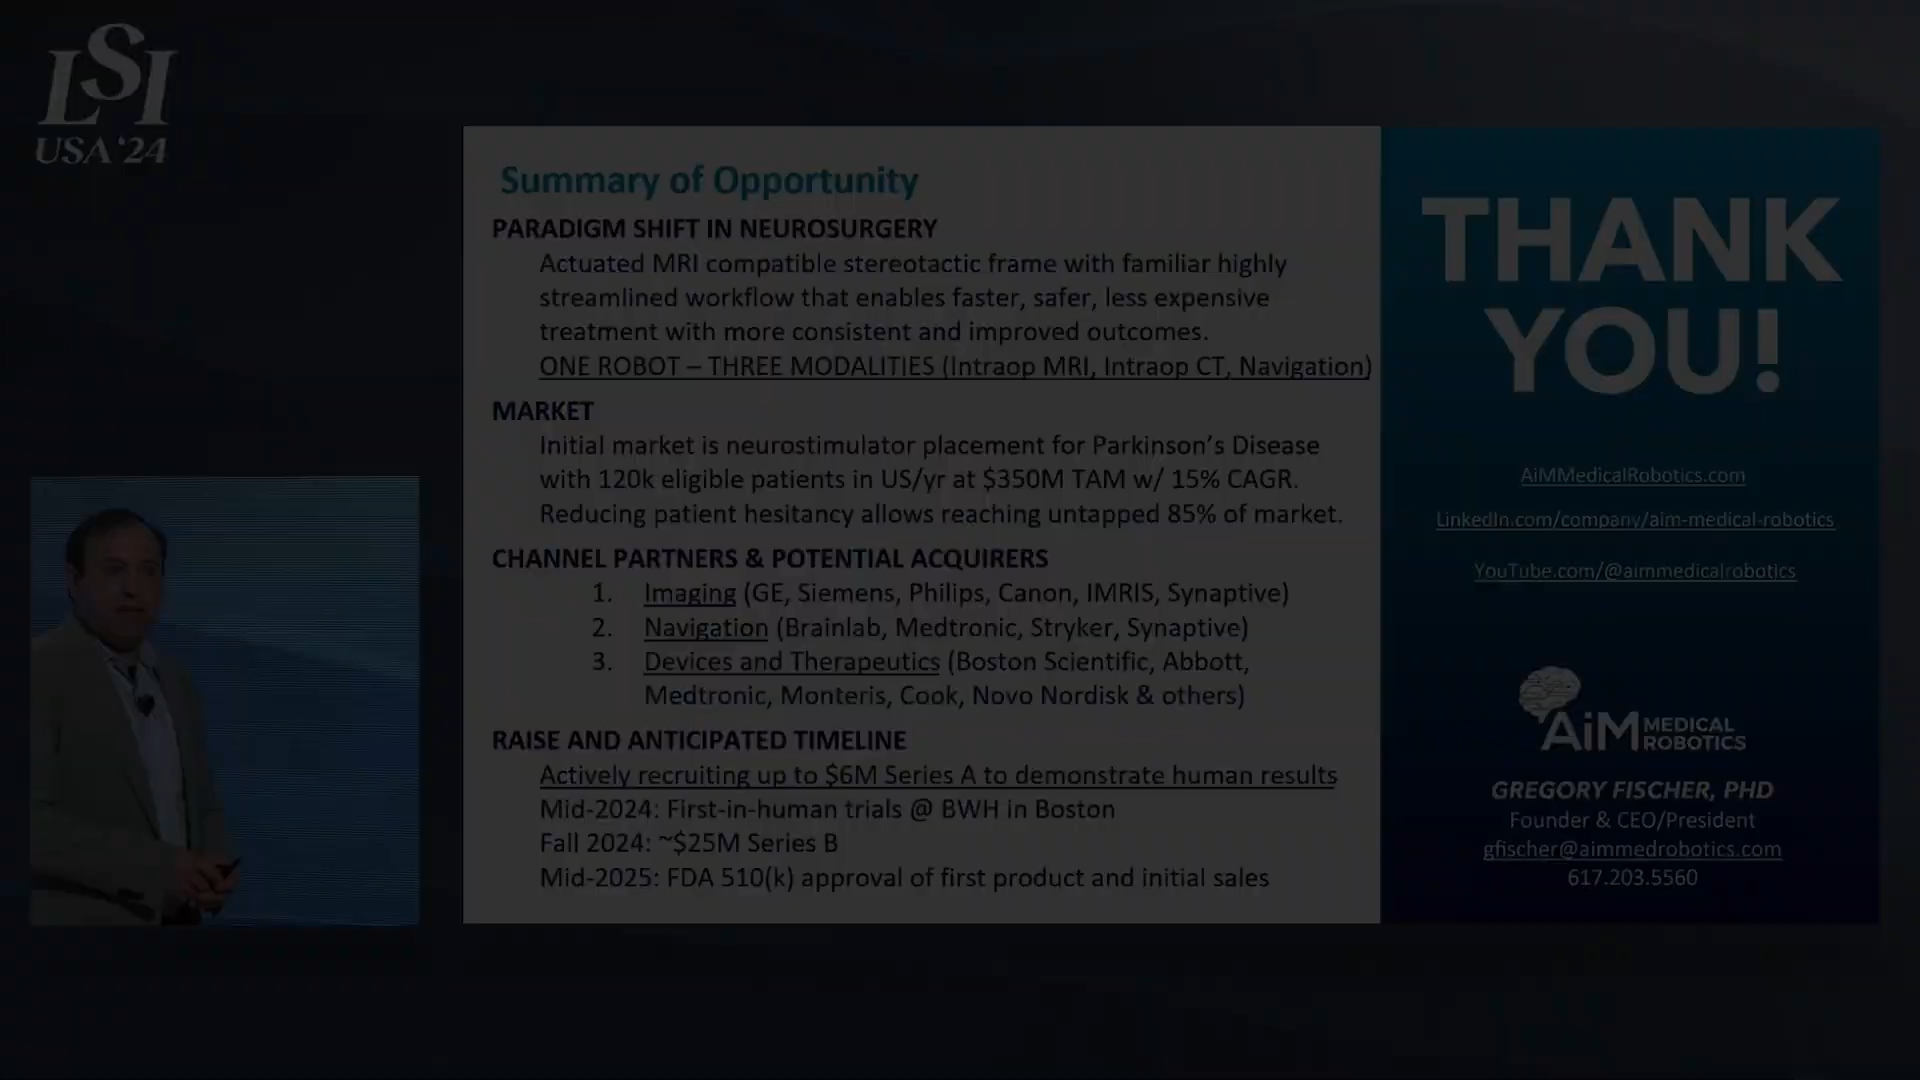 LSI
USA '24
Summary of Opportunity
PARADIGM SHIFT IN NEUROSURGERY
Actuated MRI compatible stereotactic frame with familiar highly
streamlined workflow that enables faster, safer, less expensive
treatment with more consistent and improved outcomes.
ONE ROBOT – THREE MODALITIES (Intraop MRI, Intraop CT, Navigation)
MARKET
Initial market is neurostimulator placement for Parkinson's Disease
with 120k eligible patients in US/yr at $350M TAM w/ 15% CAGR.
Reducing patient hesitancy allows reaching untapped 85% of market.
CHANNEL PARTNERS & POTENTIAL ACQUIRERS
1. Imaging (GE, Siemens, Philips, Canon, IMRIS, Synaptive)
2. Navigation (Brainlab, Medtronic, Stryker, Synaptive)
3. Devices and Therapeutics (Boston Scientific, Abbott,
Medtronic, Monteris, Cook, Novo Nordisk & others)
RAISE AND ANTICIPATED TIMELINE
Actively recruiting up to $6M Series A to demonstrate human results
Mid-2024: First-in-human trials @ BWH in Boston
Fall 2024: ~$25M Series B
Mid-2025: FDA 510(k) approval of first product and initial sales
THANK
YOU!
AiMMedicalRobotics.com
LinkedIn.com/company/aim-medical-robotics
YouTube.com/@aimmedicalrobotics
AiM MEDICAL
ROBOTICS
GREGORY FISCHER, PHD
Founder & CEO/President
gfischer@aimmedrobotics.com
617.203.5560